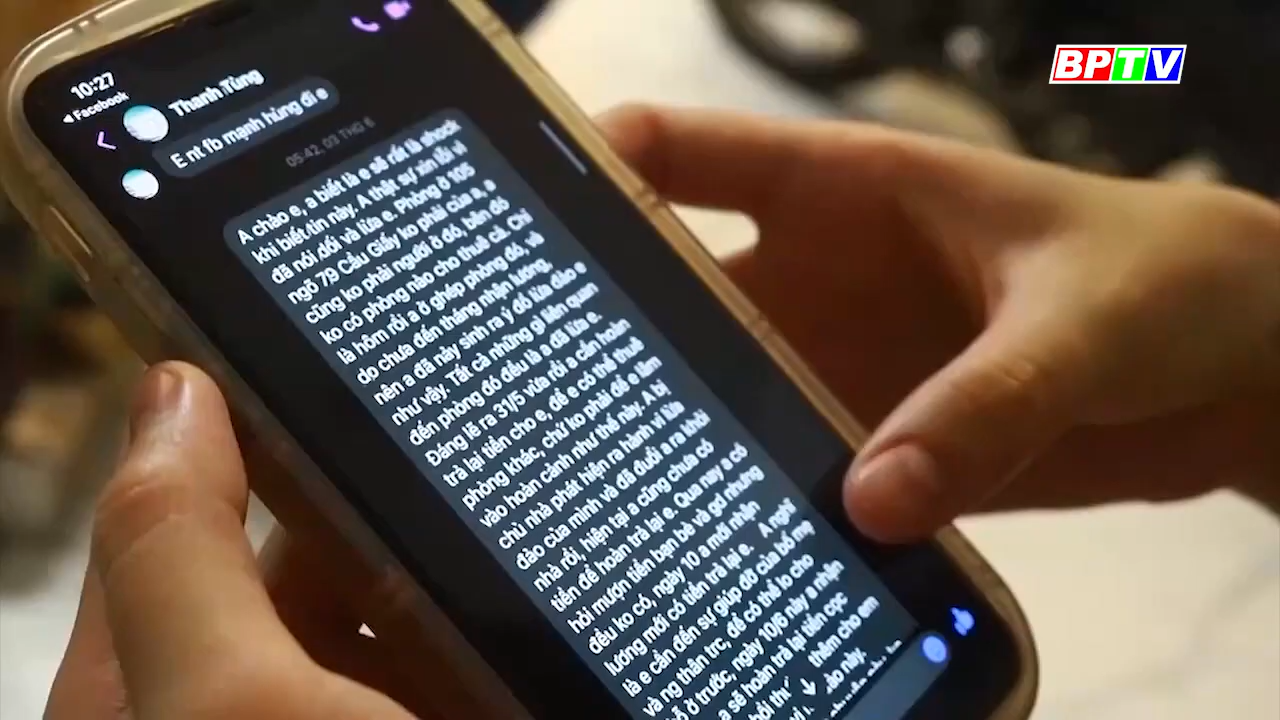 BPTV
10:27
Facebook
Thanh Tùng
E nt fb mạnh hùng đi e
05:42, 03 THG 6
A chào e, a biết là e sẽ rất là shock
khi biết tin này. A thật sự xin lỗi vì
đã nói dối và lừa e. Phòng ở 105
ngõ 79 Cầu Giấy ko phải của a, a
cũng ko phải người ở đó, bên đó
ko có phòng nào cho thuê cả. Chỉ
là hôm rồi a ở ghép phòng đó, và
do chưa đến tháng nhận lương,
nên a đã nảy sinh ra ý đồ lừa đảo e
như vậy. Tất cả những gì liên quan
đến phòng đó đều là a đã lừa e.
Đáng lẽ ra 31/5 vừa rồi a cần hoàn
trả lại tiền cho e, để e có thể thuê
phòng khác, chứ ko phải để e lâm
vào hoàn cảnh như thế này. A bị
chủ nhà phát hiện ra hành vi lừa
đảo của mình và đã đuổi a ra khỏi
nhà rồi, hiện tại a cũng chưa có
tiền để hoàn trả lại e. Qua nay a có
hỏi mượn tiền bạn bè và gd nhưng
đều ko có, ngày 10 a mới nhận
lương mới có tiền trả lại e. A nghĩ
là e cần đến sự giúp đỡ của bố mẹ
và ng thân trc, để có thể lo cho
ở trước, ngày 10/6 này a nhận
a sẽ hoàn trả lại tiền cọc
thêm cho em
này.